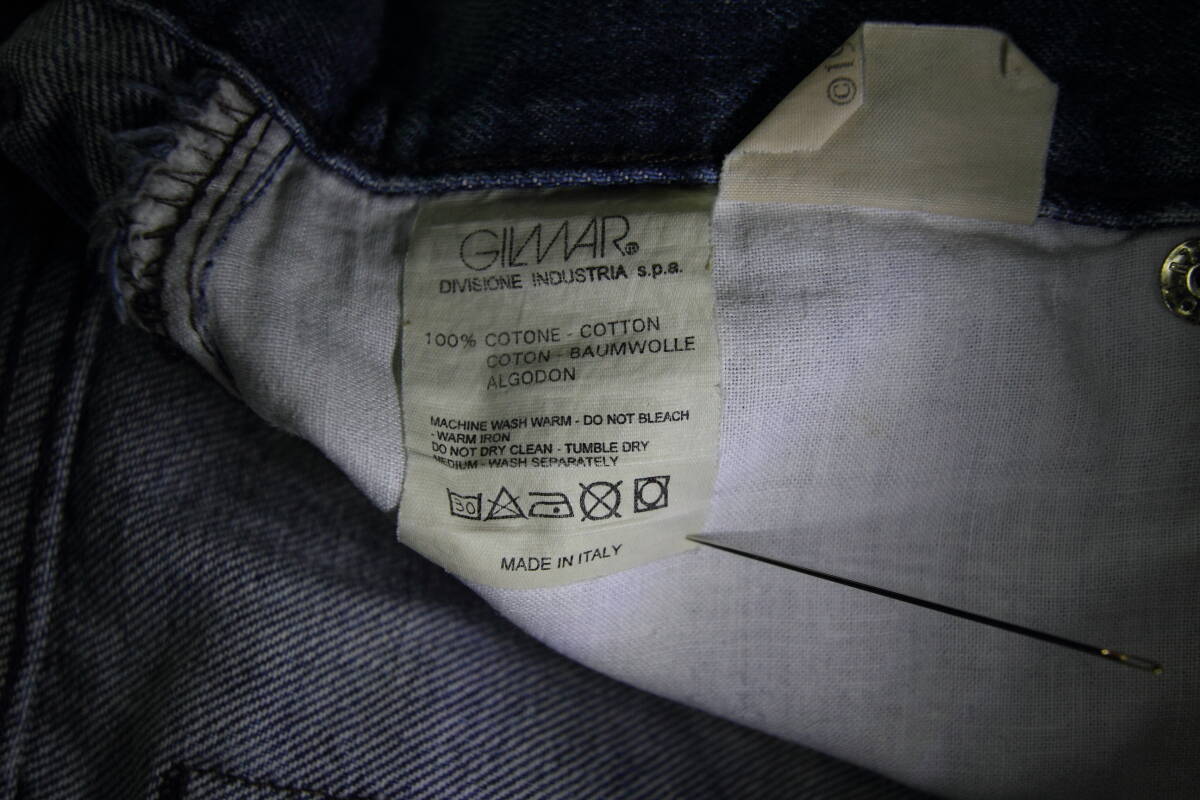 © 19
GILMAR®
DIVISIONE INDUSTRIA s.p.a.
100% COTONE - COTTON
COTON - BAUMWOLLE
ALGODON
MACHINE WASH WARM - DO NOT BLEACH
- WARM IRON
DO NOT DRY CLEAN - TUMBLE DRY
MEDIUM - WASH SEPARATELY
30
MADE IN ITALY